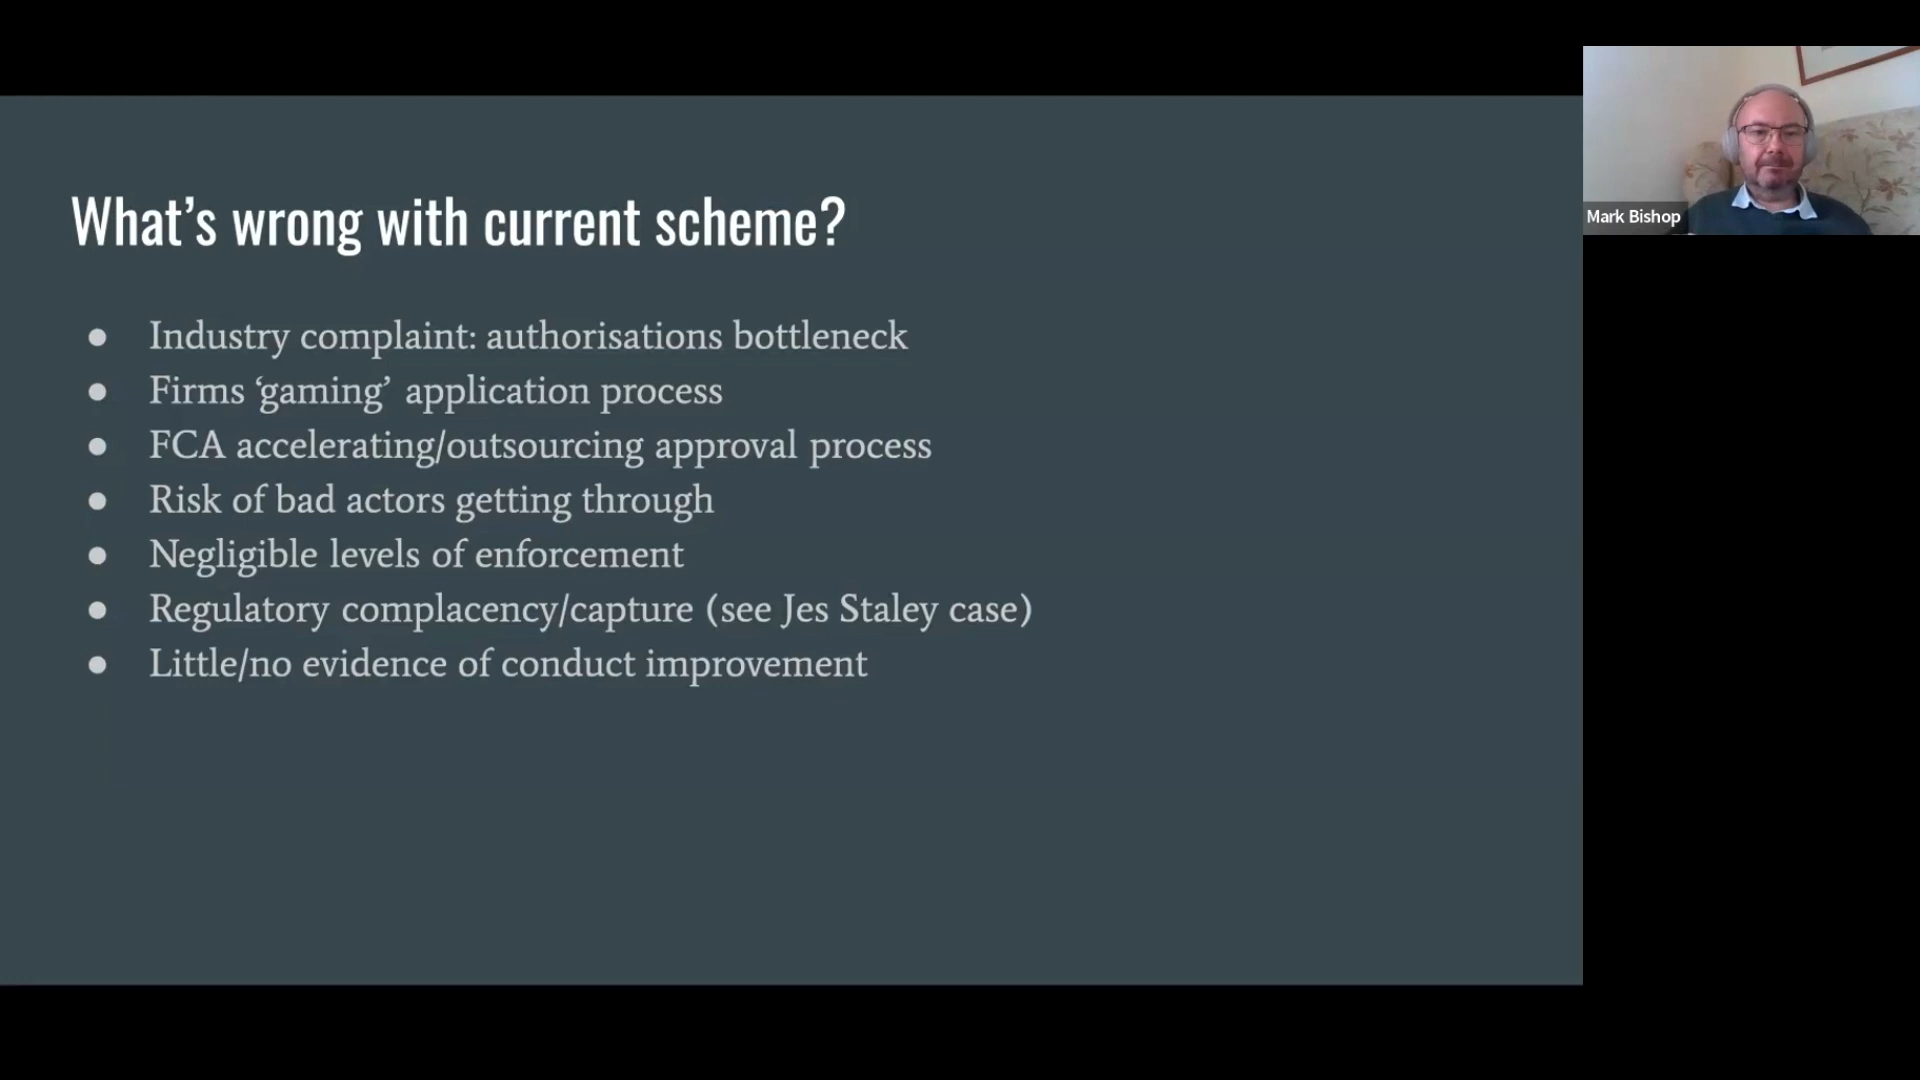 What’s wrong with current scheme?
● Industry complaint: authorisations bottleneck
● Firms ‘gaming’ application process
● FCA accelerating/outsourcing approval process
● Risk of bad actors getting through
● Negligible levels of enforcement
● Regulatory complacency/capture (see Jes Staley case)
● Little/no evidence of conduct improvement
Mark Bishop